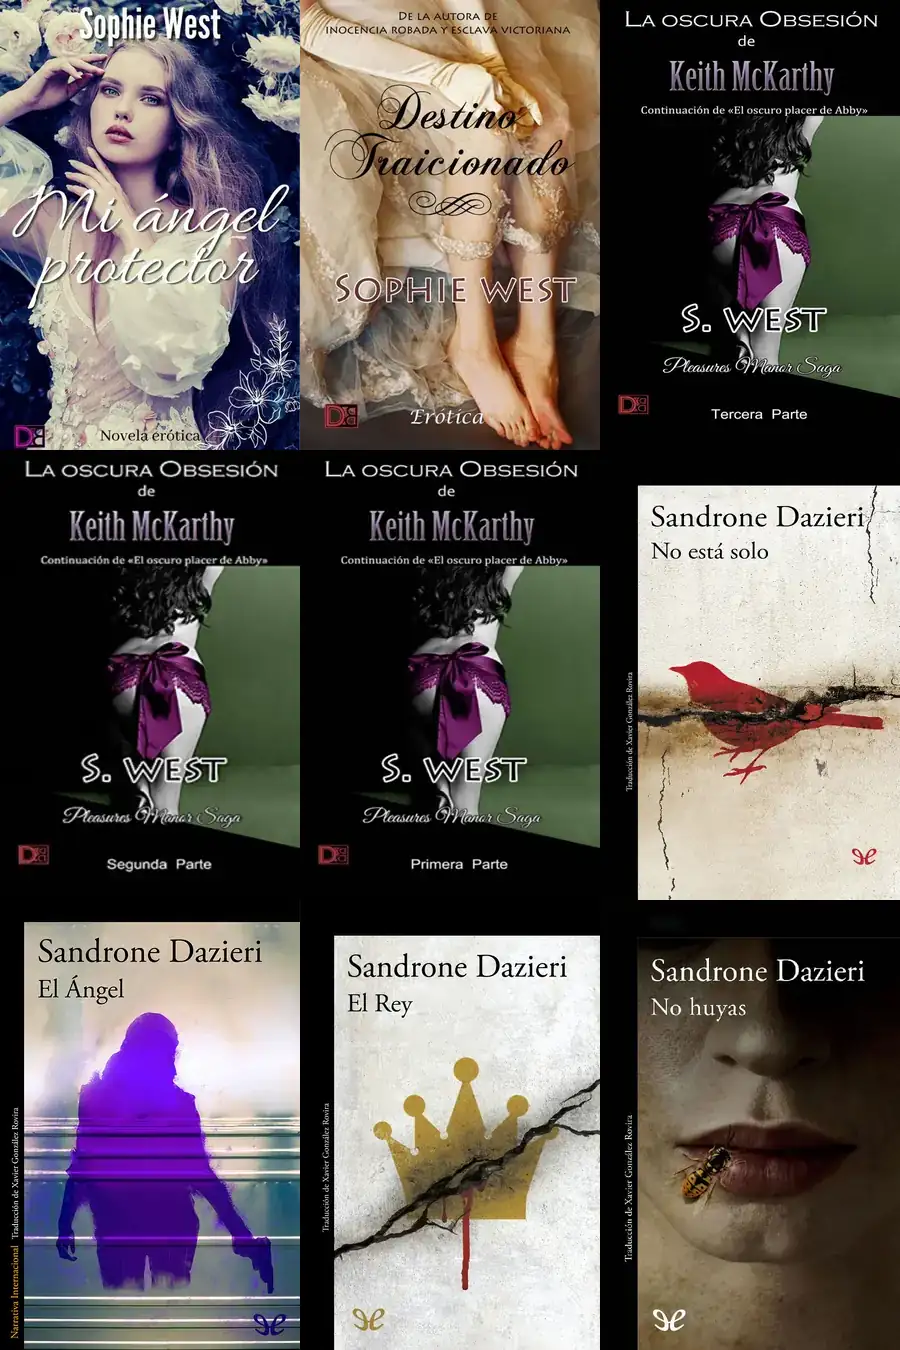 Sophie West
Mi ángel
protector
Novela erótica
De la autora de
Inocencia robada y Esclava victoriana
Destino
Traicionado
Sophie West
Erótica
La oscura Obsesión
de
Keith McKarthy
Continuación de «El oscuro placer de Abby»
S. West
Pleasures Manor Saga
Tercera Parte
La oscura Obsesión
de
Keith McKarthy
Continuación de «El oscuro placer de Abby»
S. West
Pleasures Manor Saga
Segunda Parte
La oscura Obsesión
de
Keith McKarthy
Continuación de «El oscuro placer de Abby»
S. West
Pleasures Manor Saga
Primera Parte
Sandrone Dazieri
No está solo
Traducción de Xavier González Rovira
Sandrone Dazieri
El Ángel
Narrativa Internacional Traducción de Xavier González Rovira
Sandrone Dazieri
El Rey
Traducción de Xavier González Rovira
Sandrone Dazieri
No huyas
Traducción de Xavier González Rovira